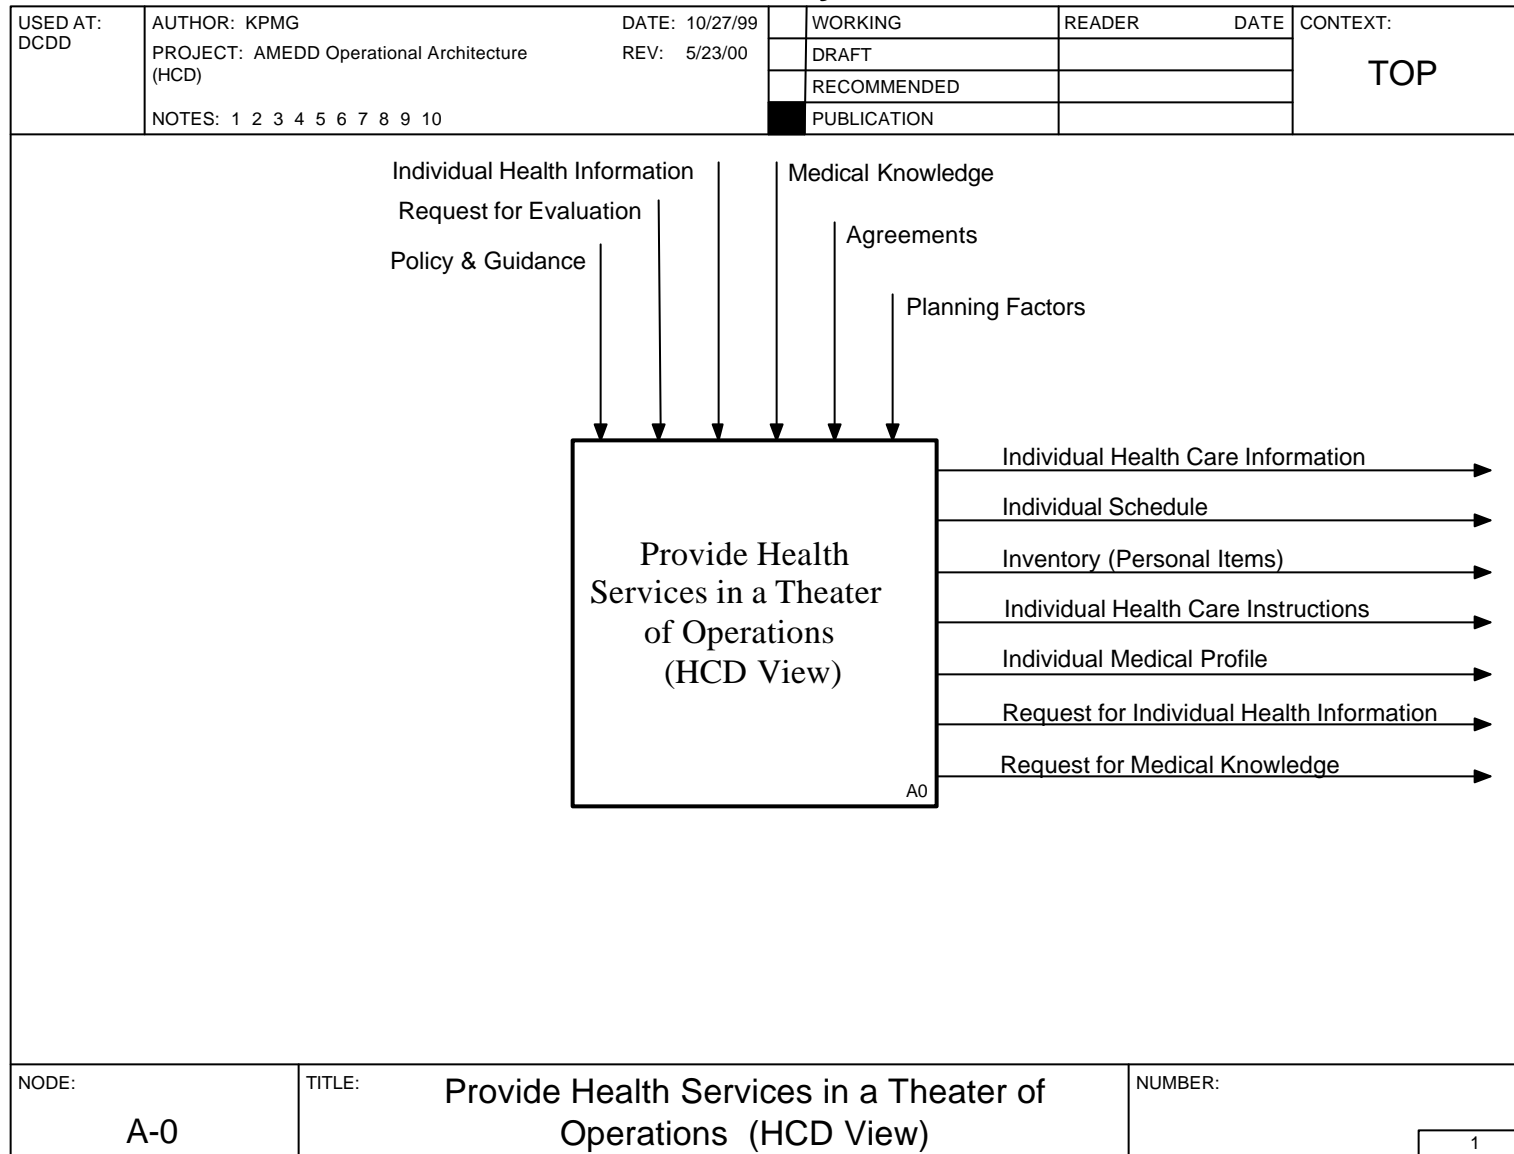 USED AT:
DCDD
AUTHOR: KPMG
DATE: 10/27/99
PROJECT: AMEDD Operational Architecture
(HCD)
REV: 5/23/00
NOTES: 1 2 3 4 5 6 7 8 9 10
WORKING
DRAFT
RECOMMENDED
PUBLICATION
READER DATE
CONTEXT:
TOP
Individual Health Information
Medical Knowledge
Request for Evaluation
Agreements
Policy & Guidance
Planning Factors
Provide Health
Services in a Theater
of Operations
(HCD View)
A0
Individual Health Care Information
Individual Schedule
Inventory (Personal Items)
Individual Health Care Instructions
Individual Medical Profile
Request for Individual Health Information
Request for Medical Knowledge
NODE:
A-0
TITLE:
Provide Health Services in a Theater of
Operations (HCD View)
NUMBER:
1